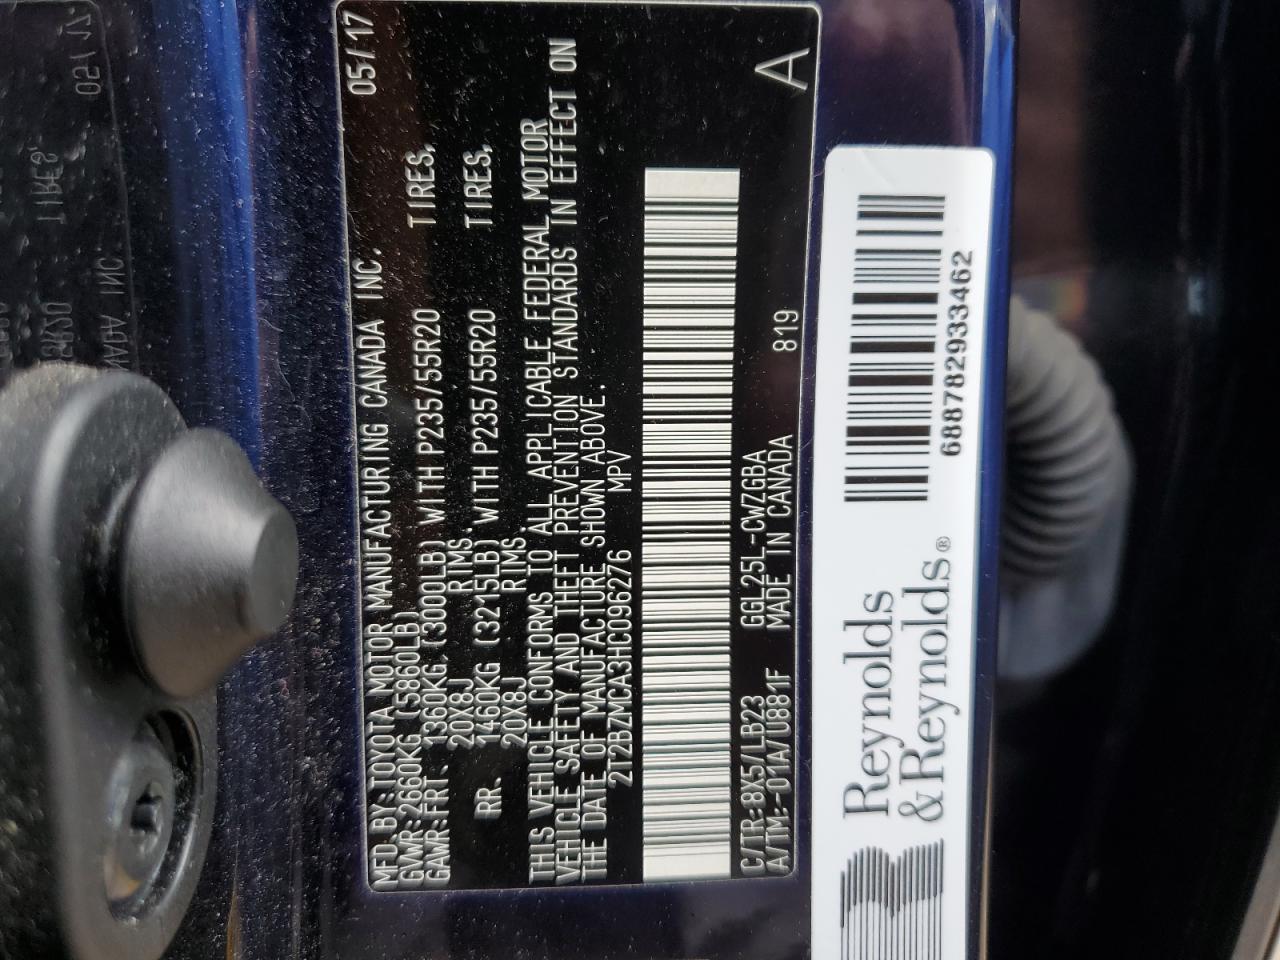 MFD.BY:TOYOTA MOTOR MANUFACTURING CANADA INC. 05/17
GVWR:2660KG (5860LB)
GAWR:FRT. 1360KG (3000LB) WITH P235/55R20 TIRES,
20X8J RIMS.
RR. 1460KG (3215LB) WITH P235/55R20 TIRES,
20X8J RIMS.
THIS VEHICLE CONFORMS TO ALL APPLICABLE FEDERAL MOTOR
VEHICLE SAFETY AND THEFT PREVENTION STANDARDS IN EFFECT ON
THE DATE OF MANUFACTURE SHOWN ABOVE.
2T2BZMCA3HC096276 MPV
C/TR:8X5/LB23 GGL25L-CWZGBA
A/TM:-01A/U881F MADE IN CANADA 819
A
Reynolds
& Reynolds®
688782933462